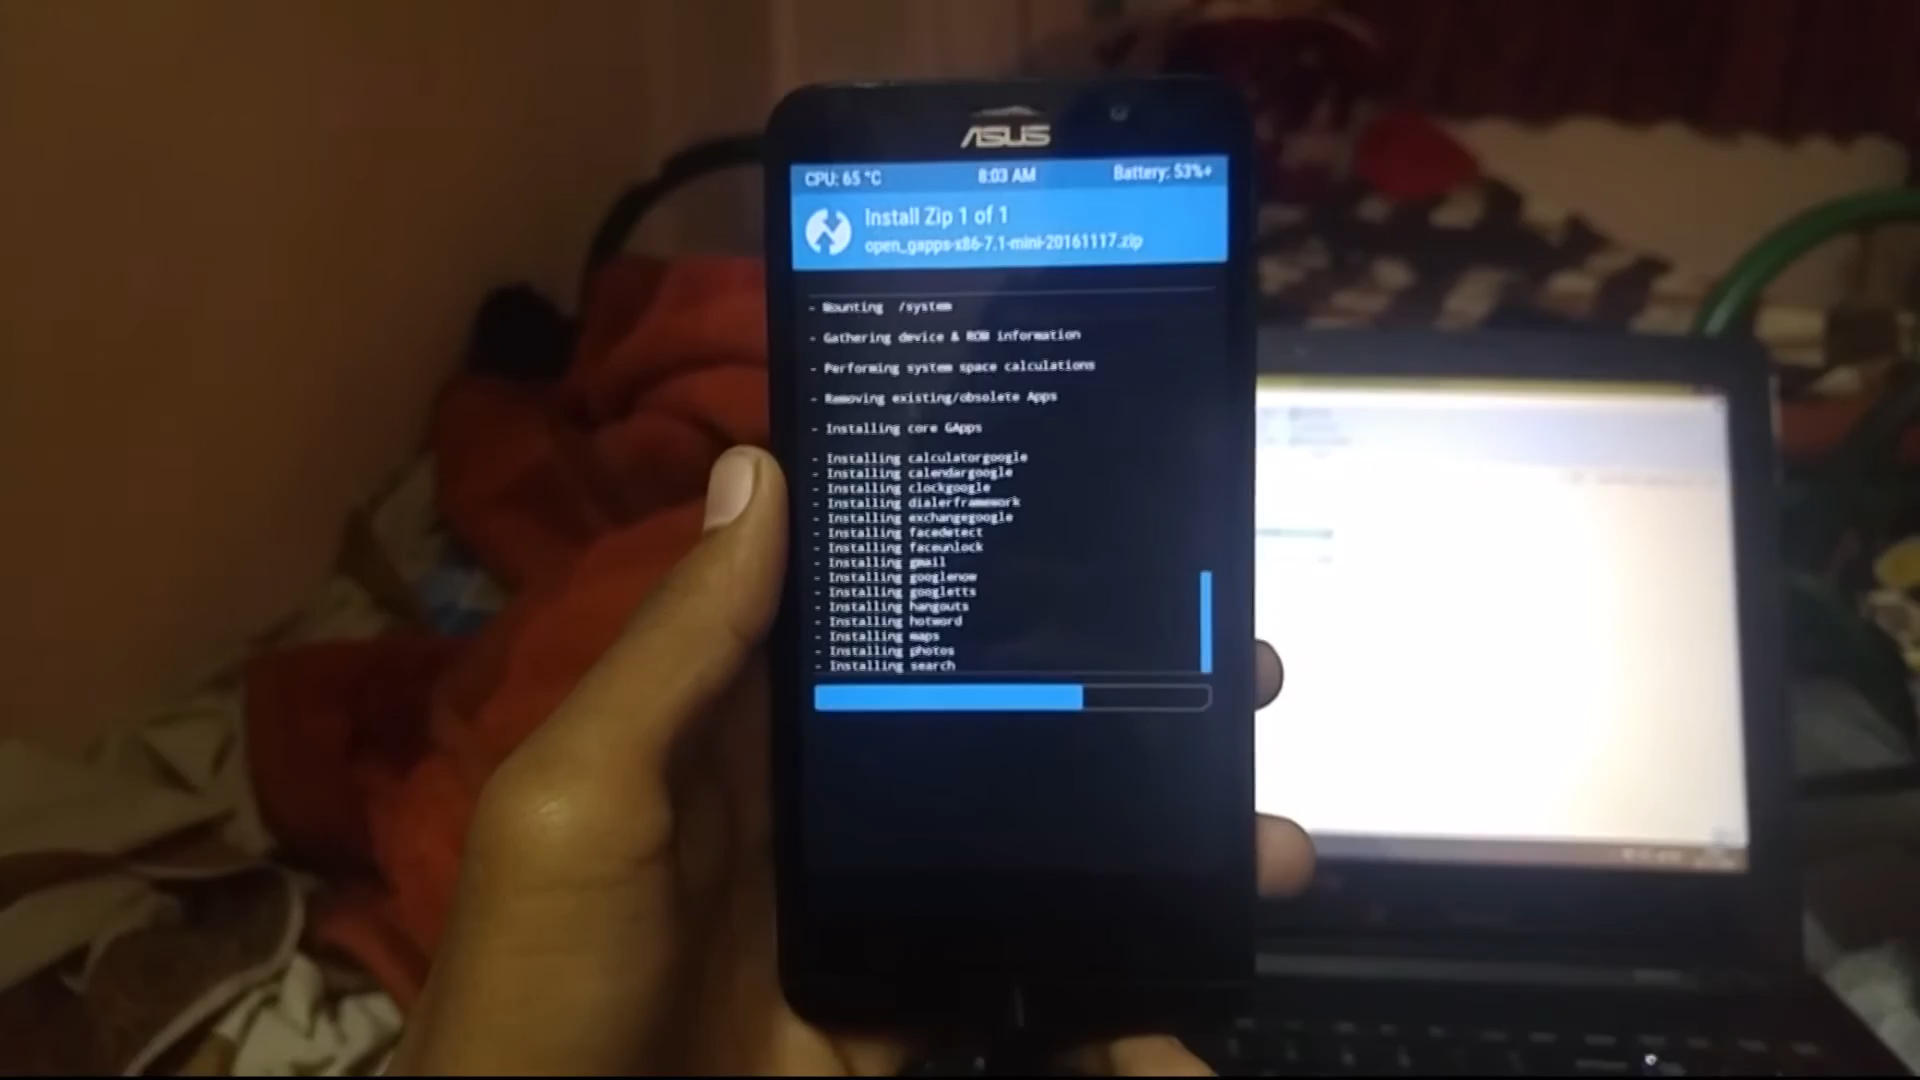 ASUS
CPU: 65 °C 8:03 AM Battery: 53%+
Install Zip 1 of 1
open_gapps-x86-7.1-mini-20161117.zip
- Mounting /system
- Gathering device & ROM information
- Performing system space calculations
- Removing existing/obsolete Apps
- Installing core GApps
- Installing calculatorgoogle
- Installing calendargoogle
- Installing clockgoogle
- Installing dialerframework
- Installing exchangegoogle
- Installing facedetect
- Installing faceunlock
- Installing gmail
- Installing googlenow
- Installing googletts
- Installing hangouts
- Installing hotword
- Installing maps
- Installing photos
- Installing search